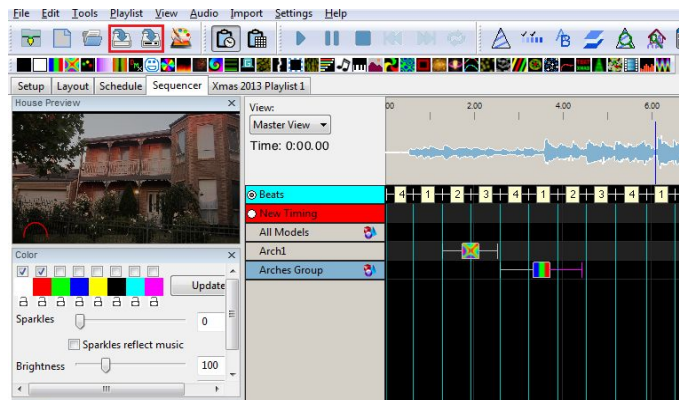 File Edit Tools Playlist View Audio Import Settings Help
Setup Layout Schedule Sequencer Xmas 2013 Playlist 1
House Preview
View:
Master View
Time: 0:00.00
00 2.00 4.00 6.00
Beats 4 1 2 3 4 1 2 3 4 1
New Timing
All Models
Arch1
Arches Group
Color
Update
Sparkles 0
Sparkles reflect music
Brightness 100